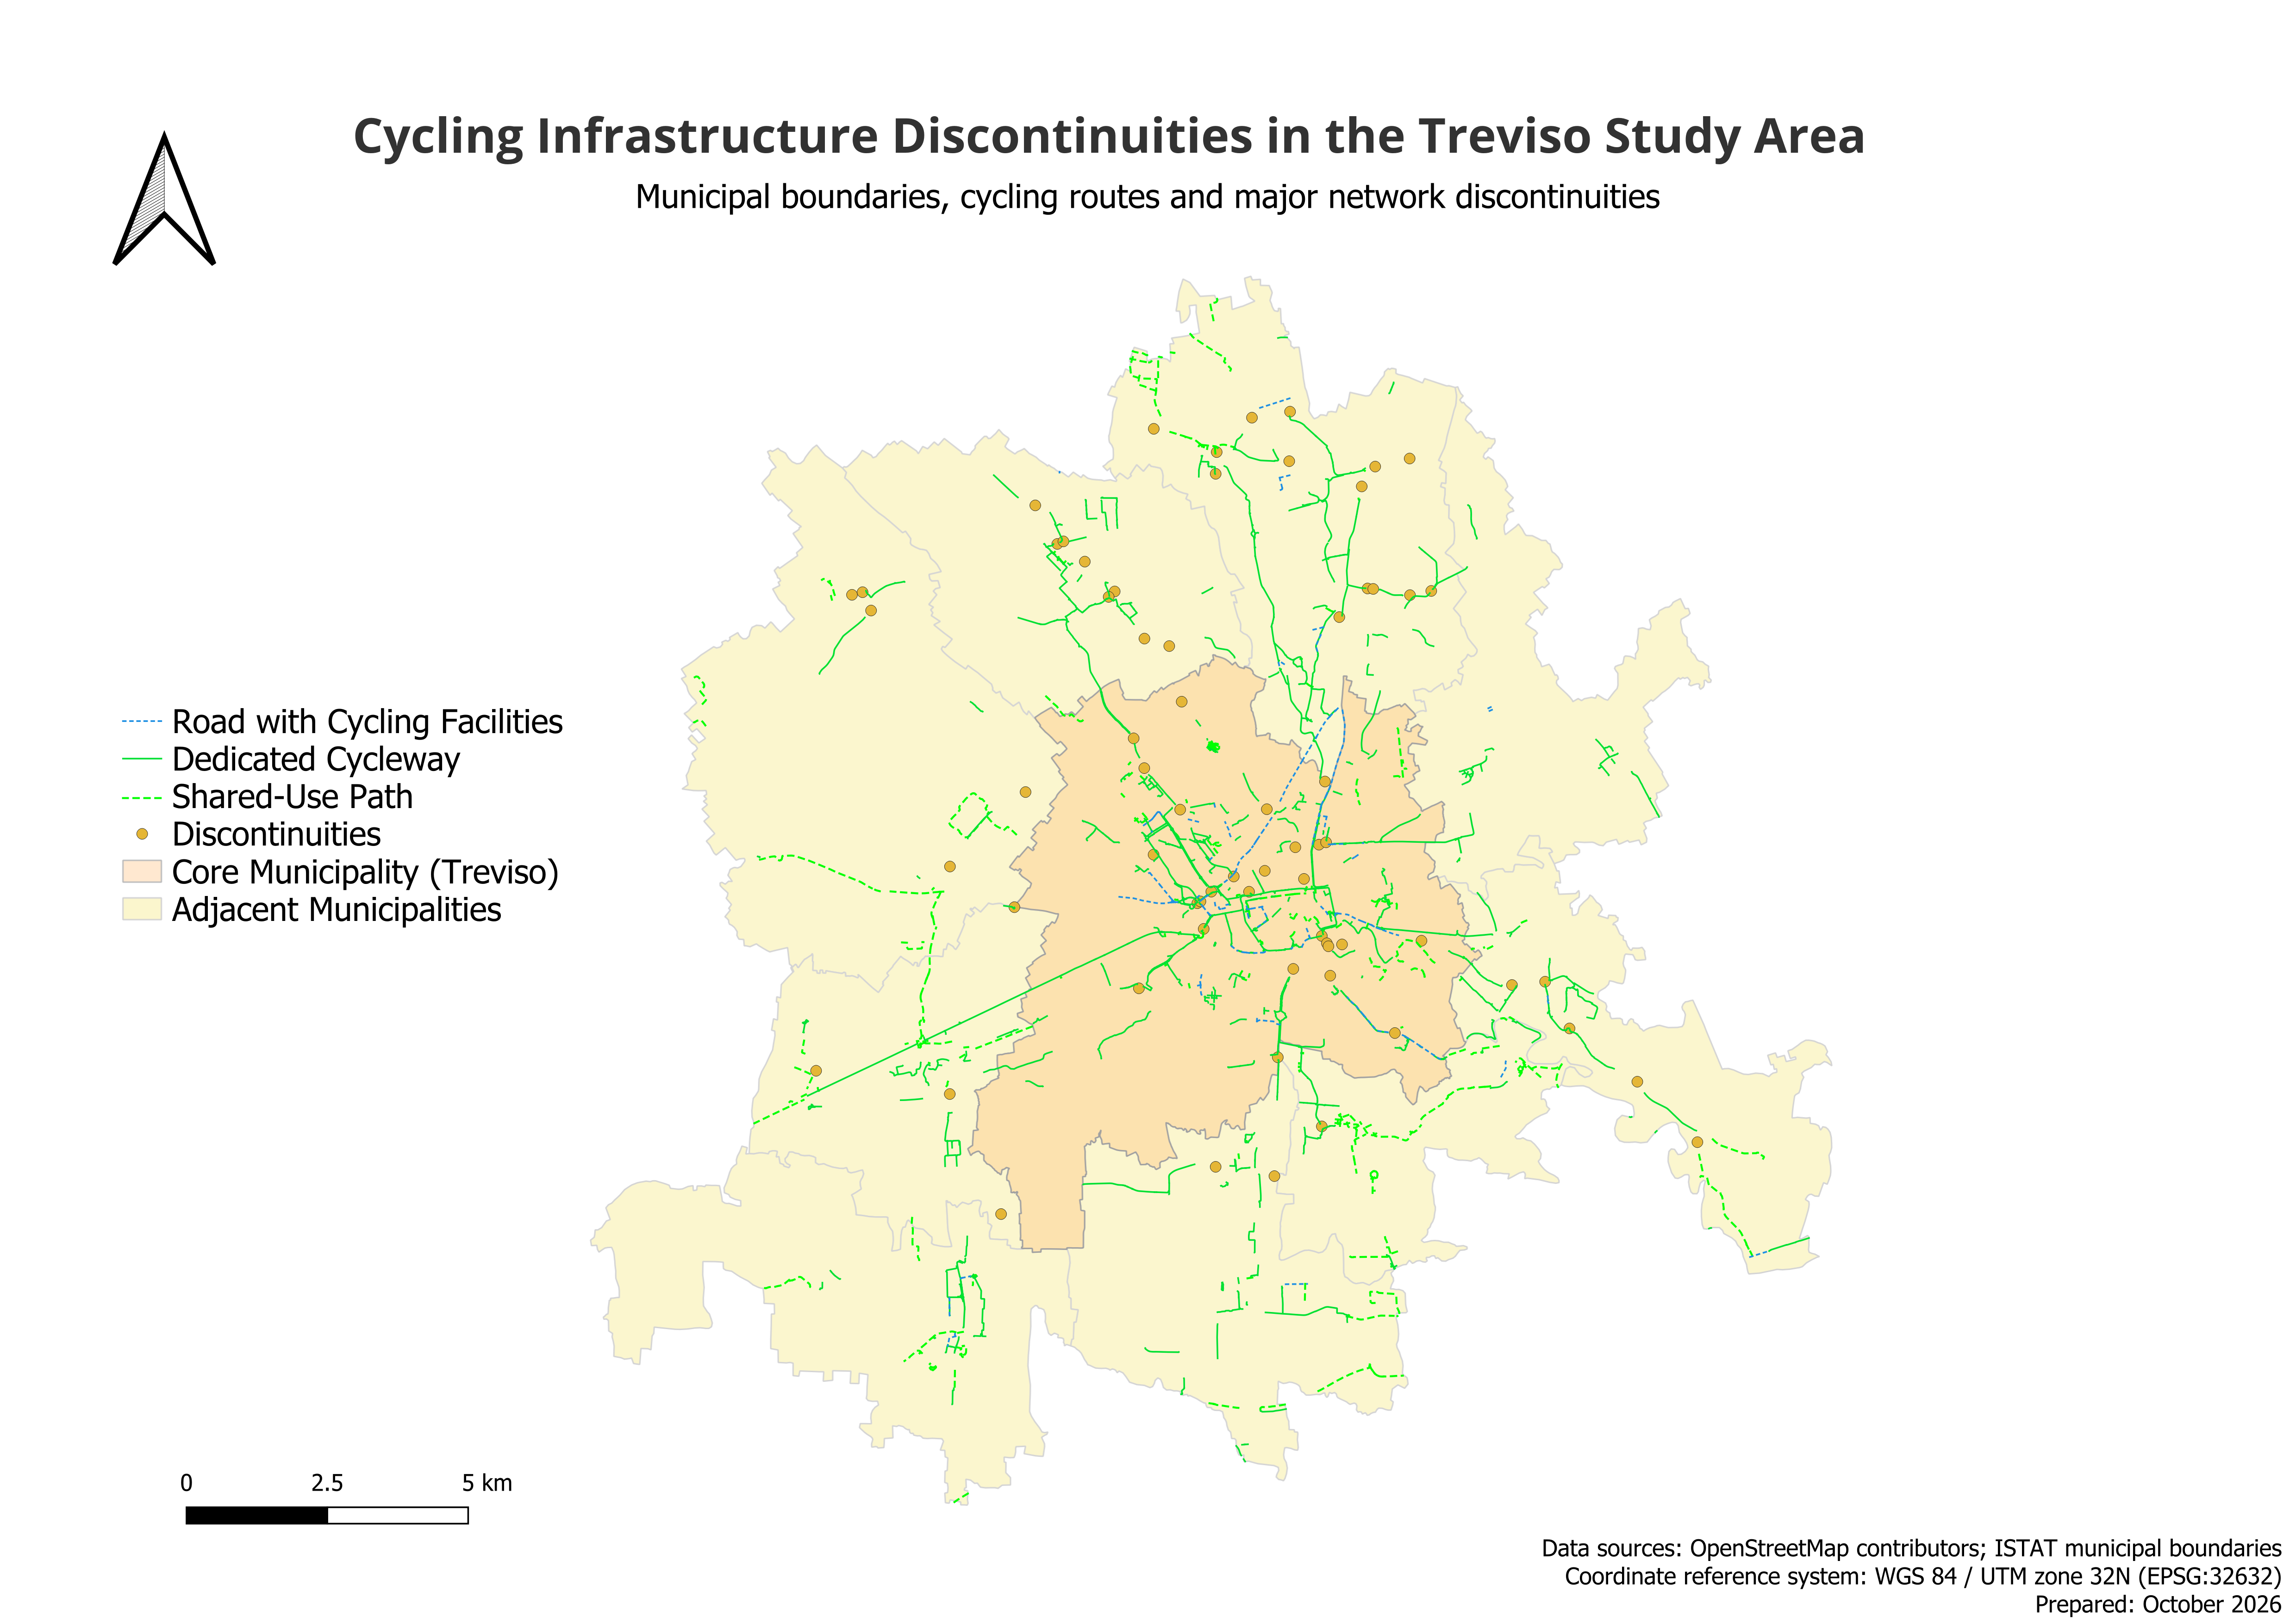 Cycling Infrastructure Discontinuities in the Treviso Study Area
Municipal boundaries, cycling routes and major network discontinuities
Road with Cycling Facilities
Dedicated Cycleway
Shared-Use Path
Discontinuities
Core Municipality (Treviso)
Adjacent Municipalities
0 2.5 5 km
Data sources: OpenStreetMap contributors; ISTAT municipal boundaries
Coordinate reference system: WGS 84 / UTM zone 32N (EPSG:32632)
Prepared: October 2026